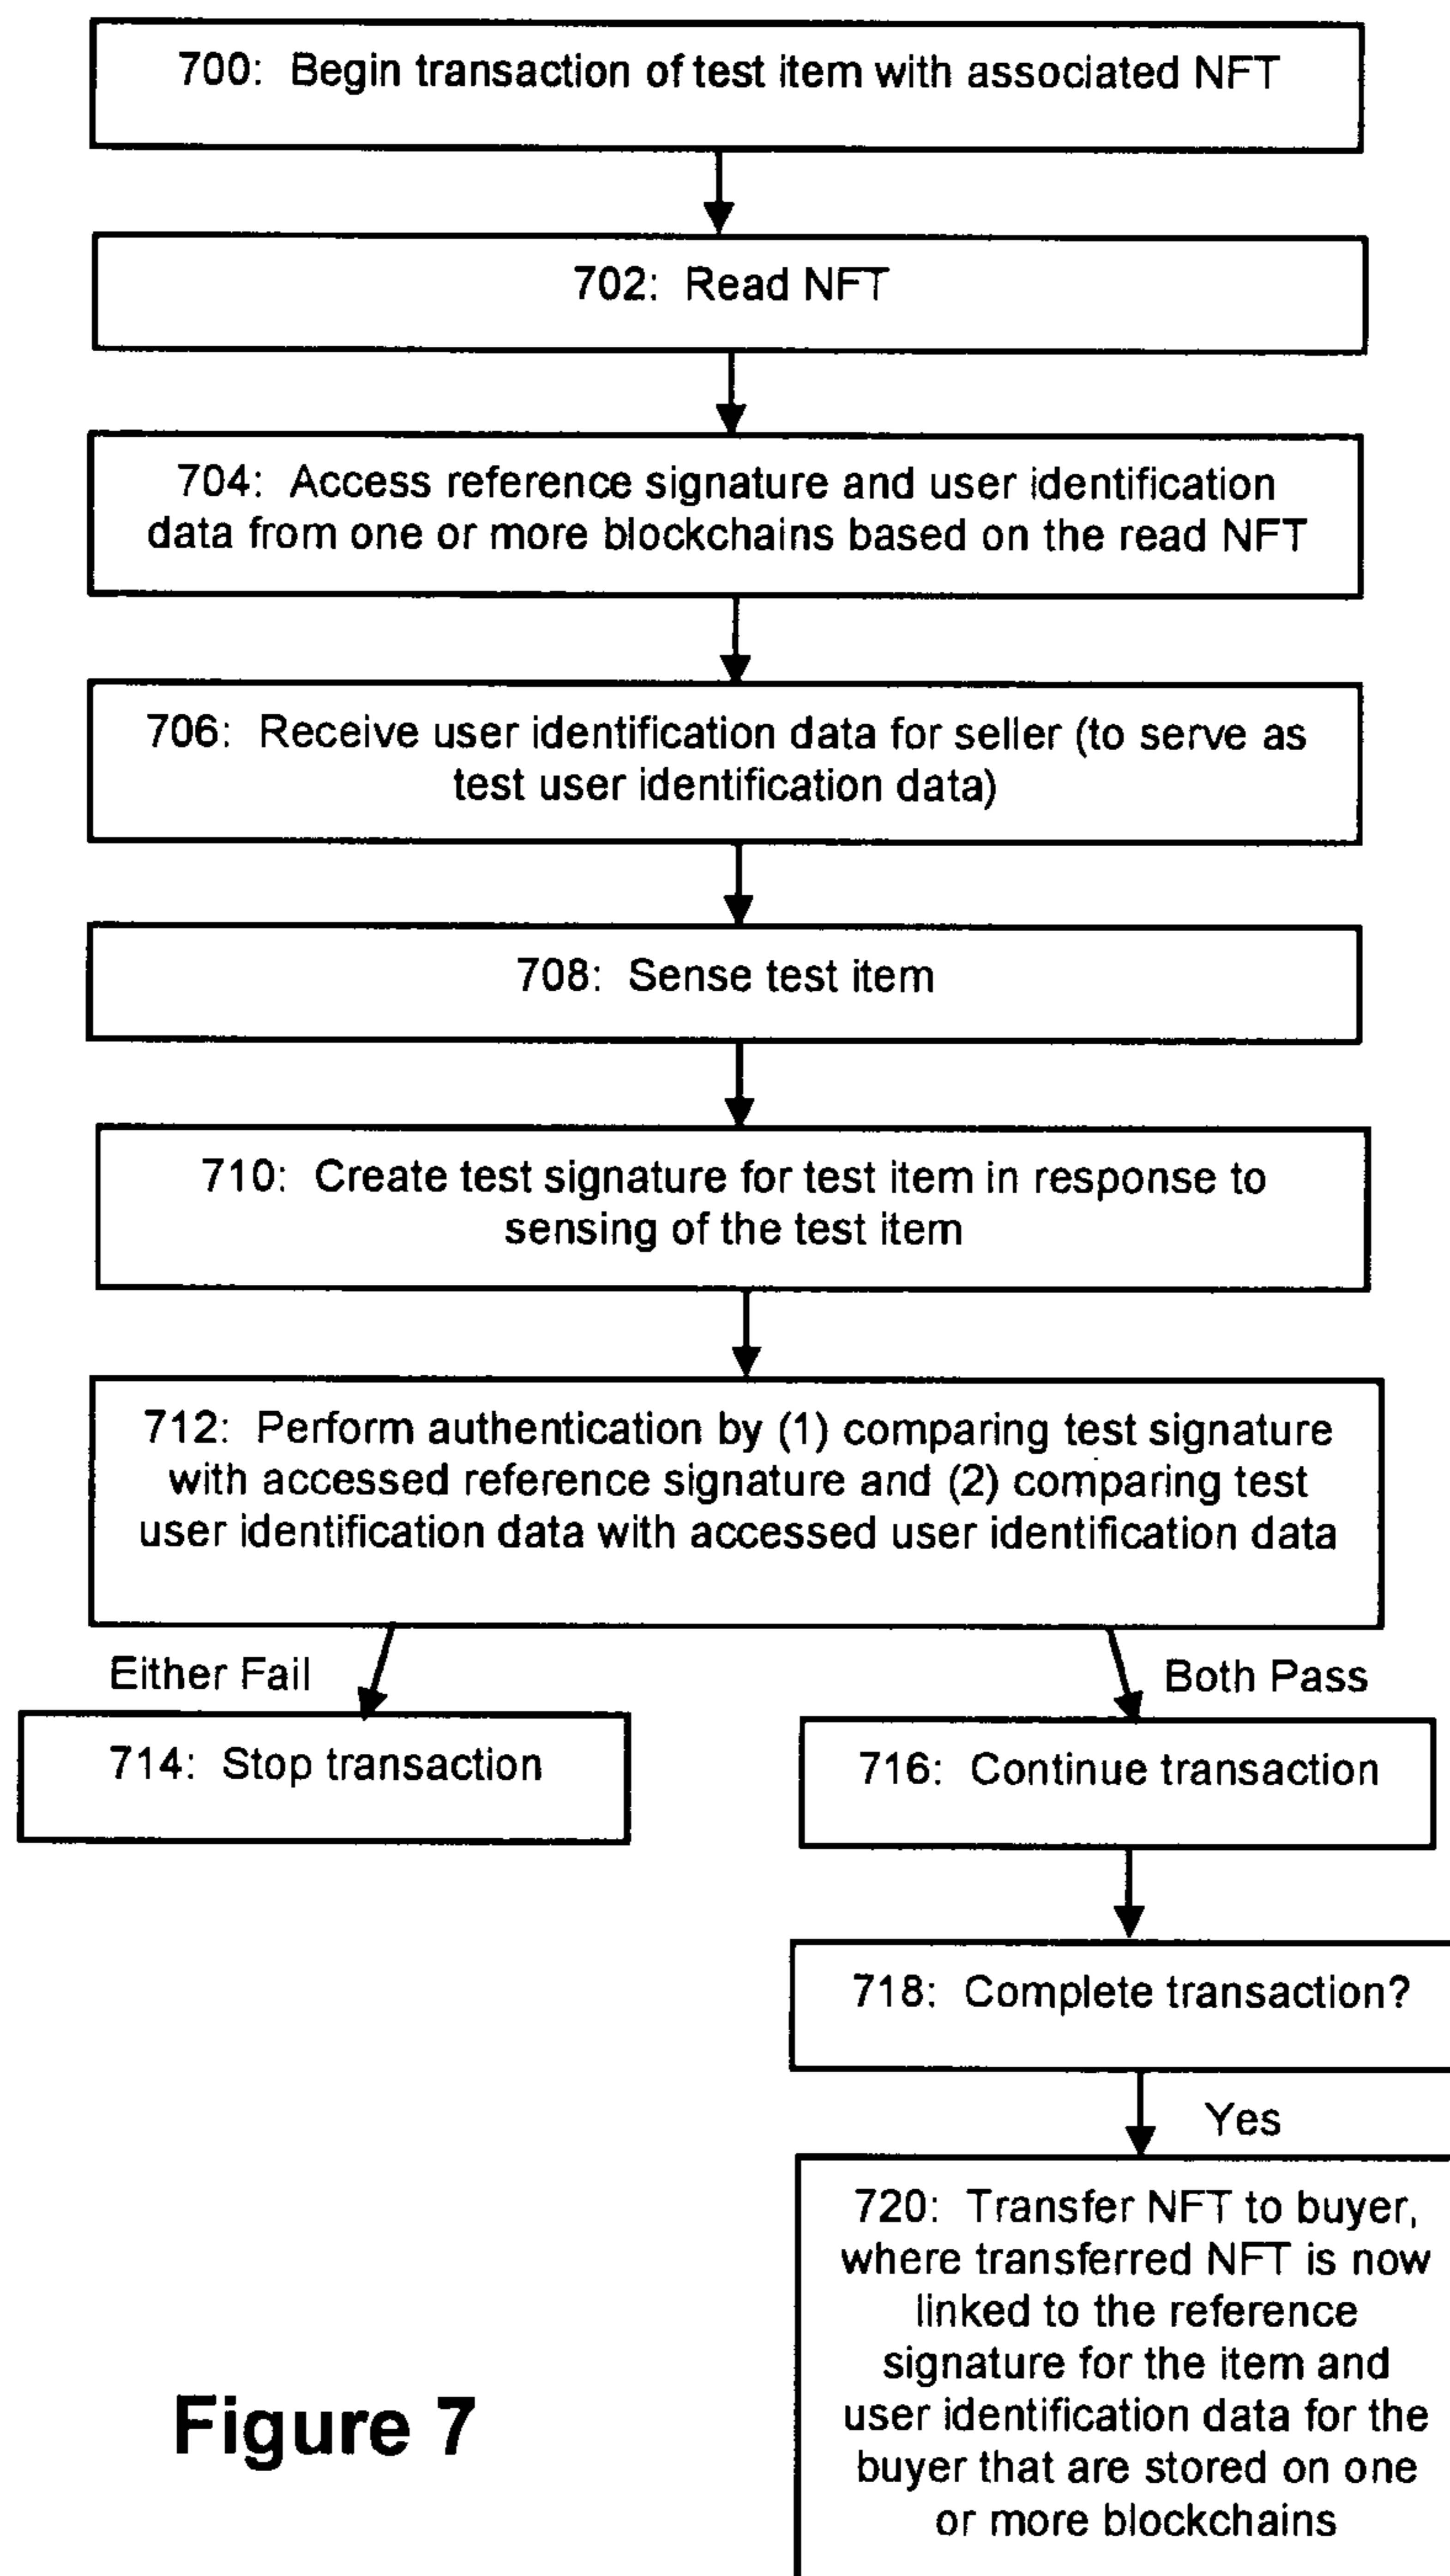 700: Begin transaction of test item with associated NFT
702: Read NFT
704: Access reference signature and user identification
data from one or more blockchains based on the read NFT
706: Receive user identification data for seller (to serve as
test user identification data)
708: Sense test item
710: Create test signature for test item in response to
sensing of the test item
712: Perform authentication by (1) comparing test signature
with accessed reference signature and (2) comparing test
user identification data with accessed user identification data
Either Fail
Both Pass
714: Stop transaction
716: Continue transaction
718: Complete transaction?
Yes
720: Transfer NFT to buyer,
where transferred NFT is now
linked to the reference
signature for the item and
user identification data for the
buyer that are stored on one
or more blockchains
Figure 7